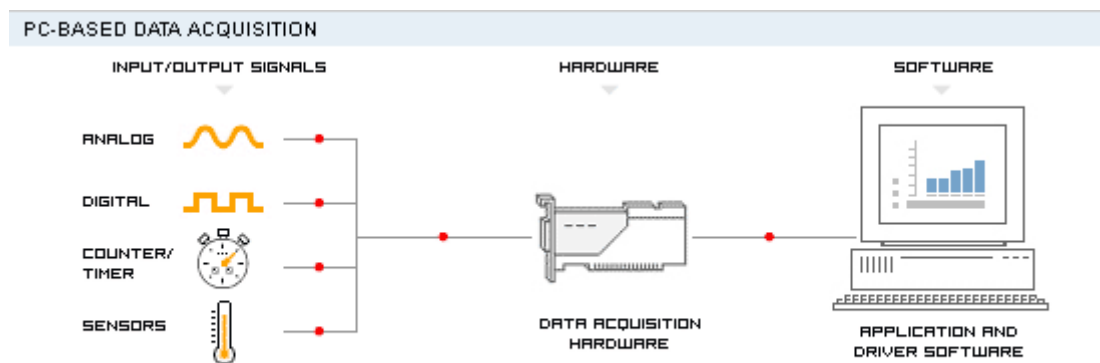 PC-BASED DATA ACQUISITION
INPUT/OUTPUT SIGNALS
HARDWARE
SOFTWARE
ANALOG
DIGITAL
COUNTER/
TIMER
SENSORS
DATA ACQUISITION
HARDWARE
APPLICATION AND
DRIVER SOFTWARE